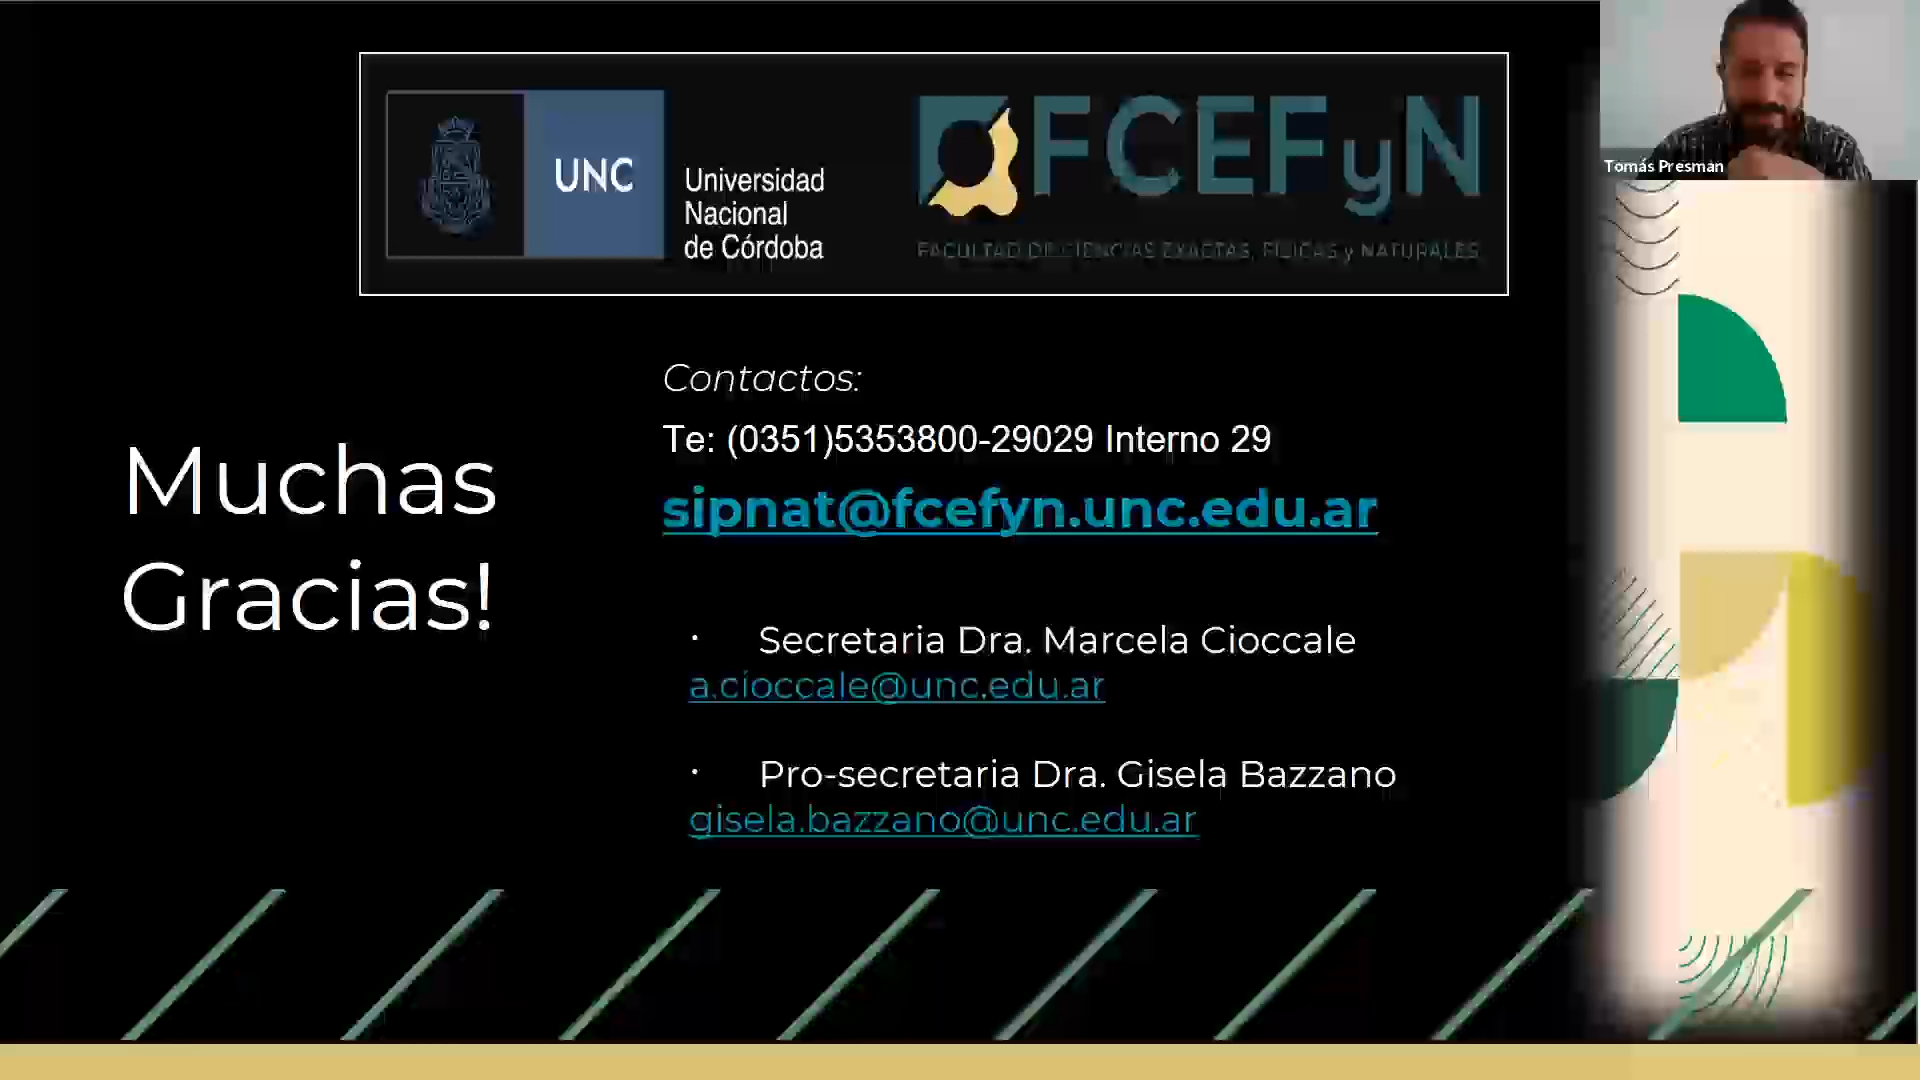 UNC
Universidad
Nacional
de Córdoba
FCEFyN
FACULTAD DE CIENCIAS EXACTAS, FÍSICAS y NATURALES
Tomás Presman
Muchas
Gracias!
Contactos:
Te: (0351)5353800-29029 Interno 29
sipnat@fcefyn.unc.edu.ar
· Secretaria Dra. Marcela Cioccale
a.cioccale@unc.edu.ar
· Pro-secretaria Dra. Gisela Bazzano
gisela.bazzano@unc.edu.ar